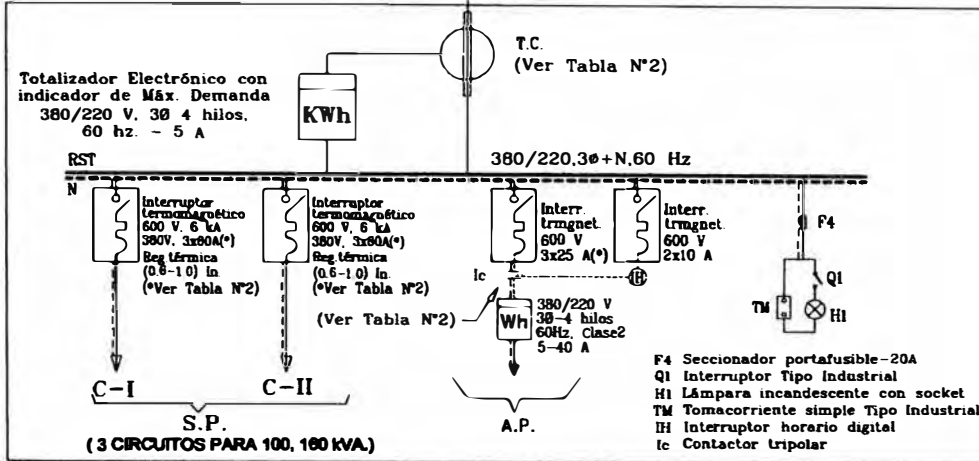 T.C.
(Ver Tabla N°2)
Totalizador Electrónico con
indicador de Máx. Demanda
380/220 V, 3Ø 4 hilos,
60 hz. - 5 A
KWh
RST
380/220,3ø+N,60 Hz
N
Interruptor
termomagnético
600 V, 6 kA
380V, 3x80A(*)
Reg.térmica
(0.6-1.0) In.
(*Ver Tabla Nº2)
Interruptor
termomagnético
600 V, 6 kA
380V, 3x80A(*)
Reg.térmica
(0.6-1.0) In.
(*Ver Tabla Nº2)
Interr.
trmgnet.
600 V
3x25 A(*)
Interr.
trmgnet.
600 V
2x10 A
F4
Ic
IH
Q1
TM
H1
(Ver Tabla N°2)
Wh
380/220 V
3Ø-4 hilos
60Hz, Clase2
5-40 A
C-I
C-II
S.P.
(3 CIRCUITOS PARA 100, 160 kVA.)
A.P.
F4 Seccionador portafusible-20A
Q1 Interruptor Tipo Industrial
H1 Lámpara incandescente con socket
TM Tomacorriente simple Tipo Industrial
IH Interruptor horario digital
Ic Contactor tripolar